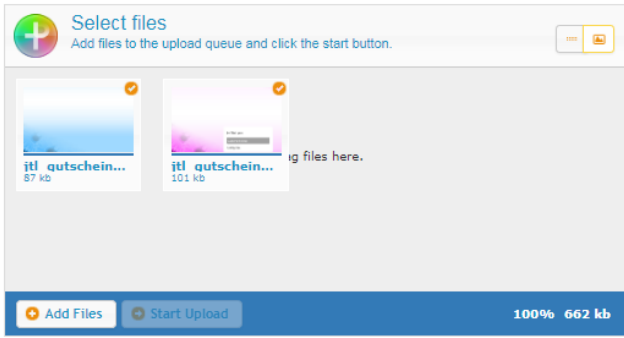 Select files
Add files to the upload queue and click the start button.
g files here.
jtl_gutschein...
87 kb
jtl_gutschein...
101 kb
Add Files
Start Upload
100% 662 kb